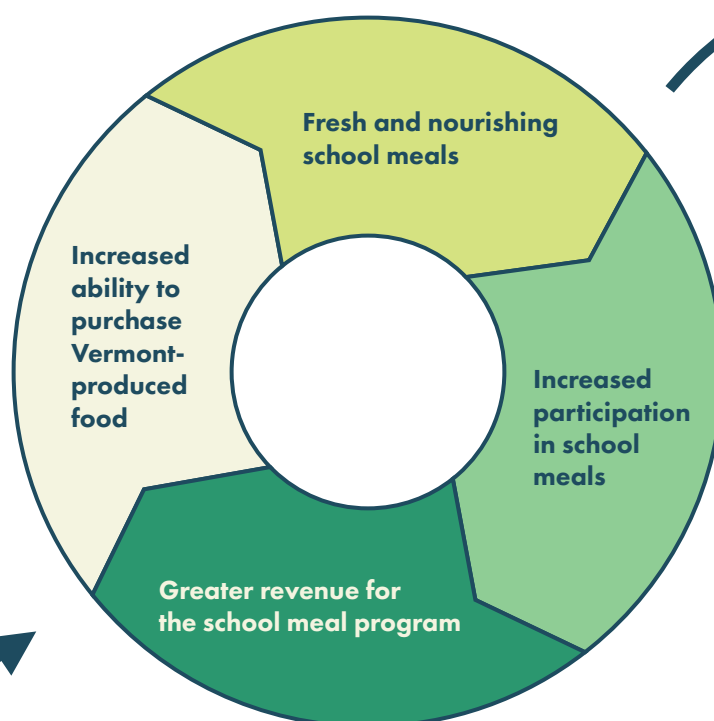 Fresh and nourishing
school meals
Increased
participation
in school
meals
Greater revenue for
the school meal program
Increased
ability to
purchase
Vermont-
produced
food